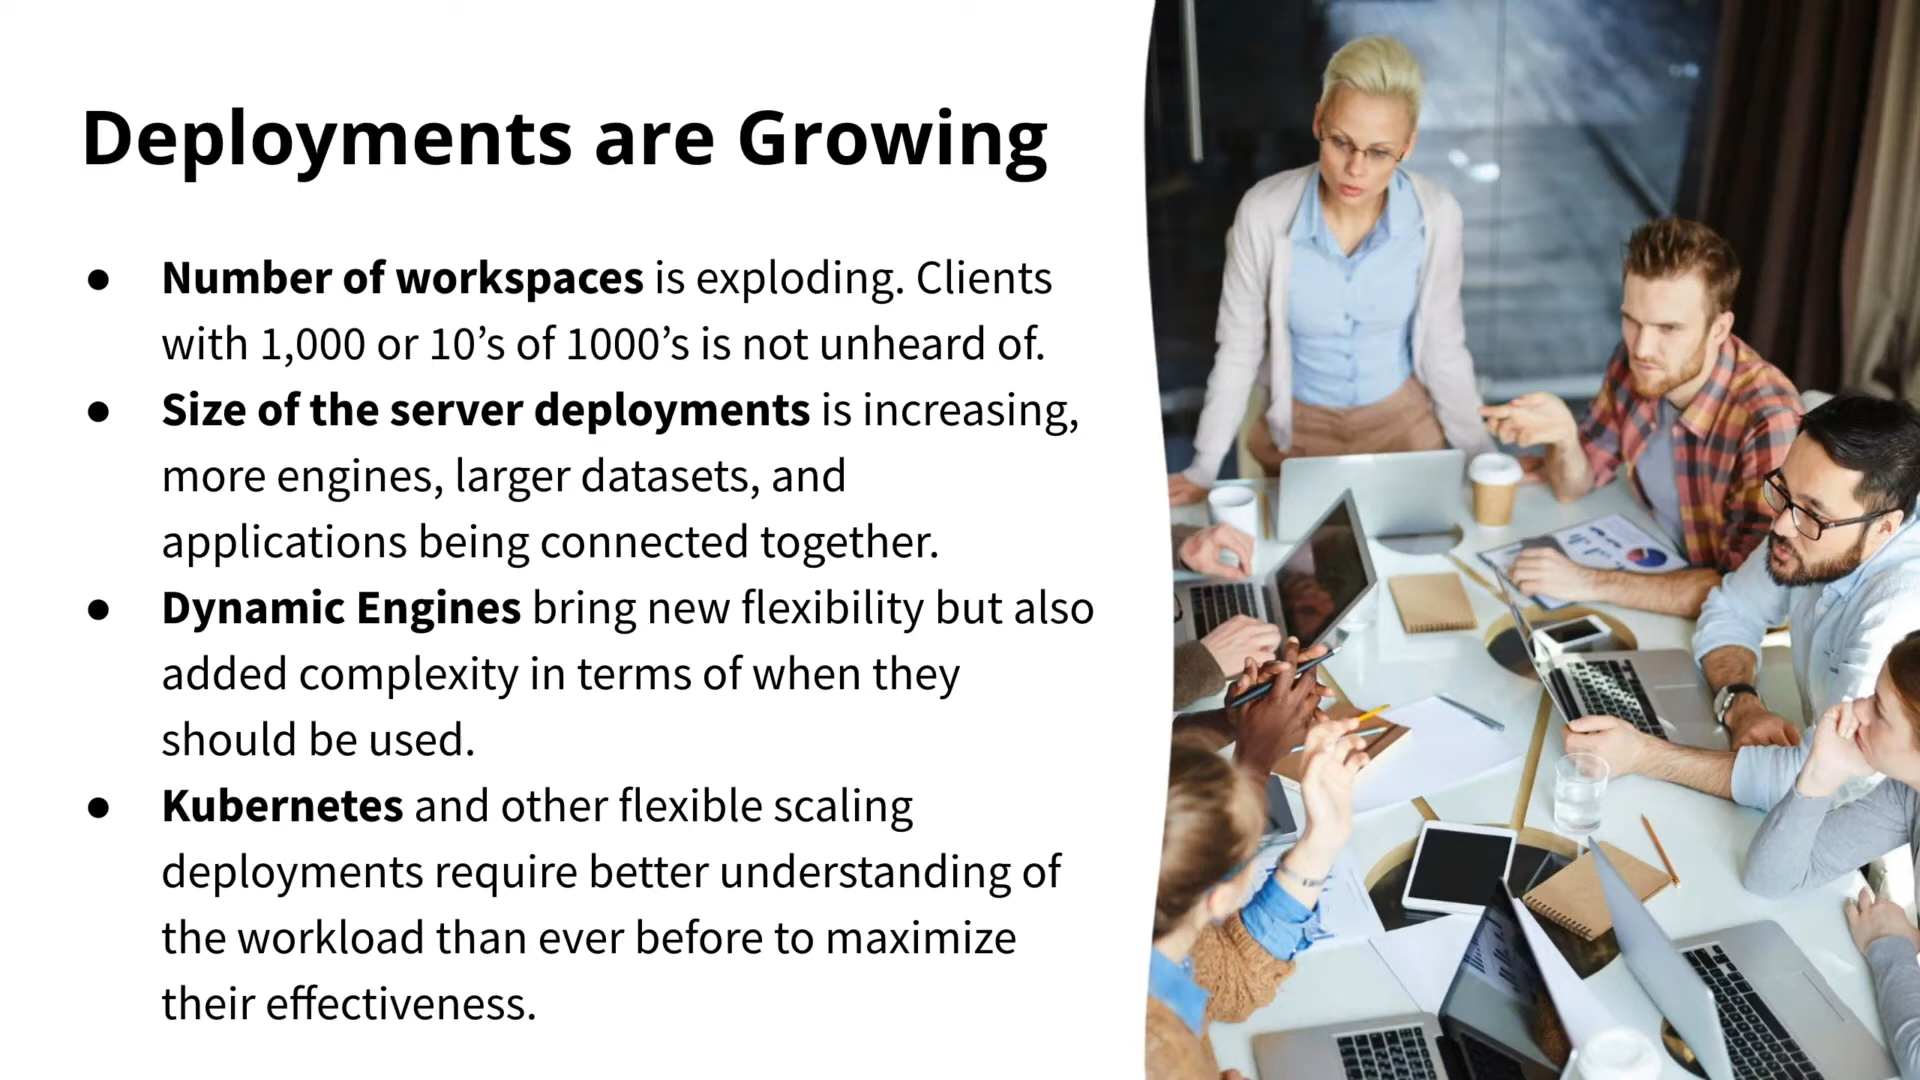 Deployments are Growing
● Number of workspaces is exploding. Clients
with 1,000 or 10’s of 1000’s is not unheard of.
● Size of the server deployments is increasing,
more engines, larger datasets, and
applications being connected together.
● Dynamic Engines bring new flexibility but also
added complexity in terms of when they
should be used.
● Kubernetes and other flexible scaling
deployments require better understanding of
the workload than ever before to maximize
their effectiveness.